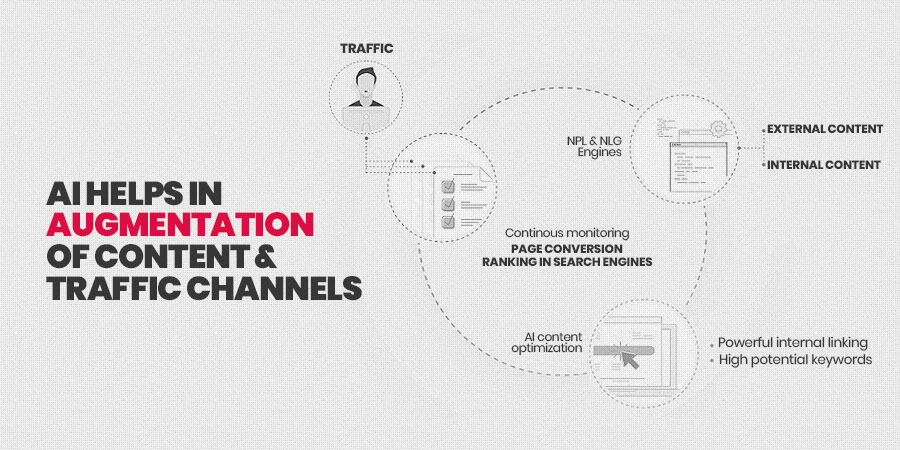 AI HELPS IN
AUGMENTATION
OF CONTENT &
TRAFFIC CHANNELS
TRAFFIC
NPL & NLG
Engines
EXTERNAL CONTENT
INTERNAL CONTENT
Continous monitoring
PAGE CONVERSION
RANKING IN SEARCH ENGINES
AI content
optimization
• Powerful internal linking
• High potential keywords